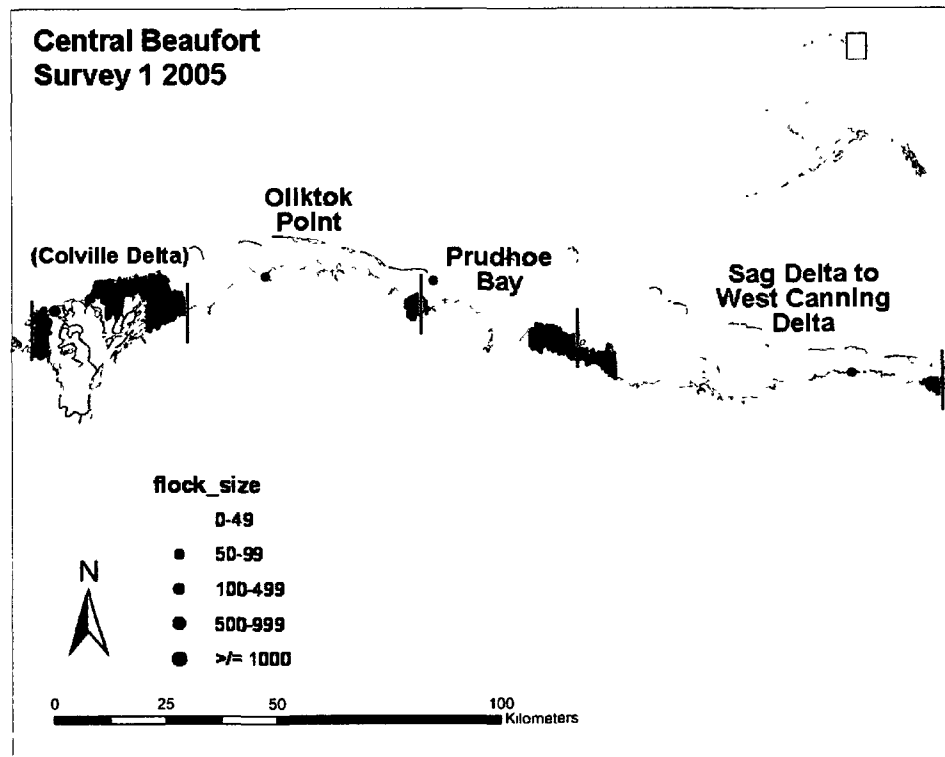 Central Beaufort
Survey 1 2005
Oliktok
Point
(Colville Delta)
Prudhoe
Bay
Sag Delta to
West Canning
Delta
flock_size
0-49
50-99
100-499
500-999
>/= 1000
N
0 25 50 100
Kilometers